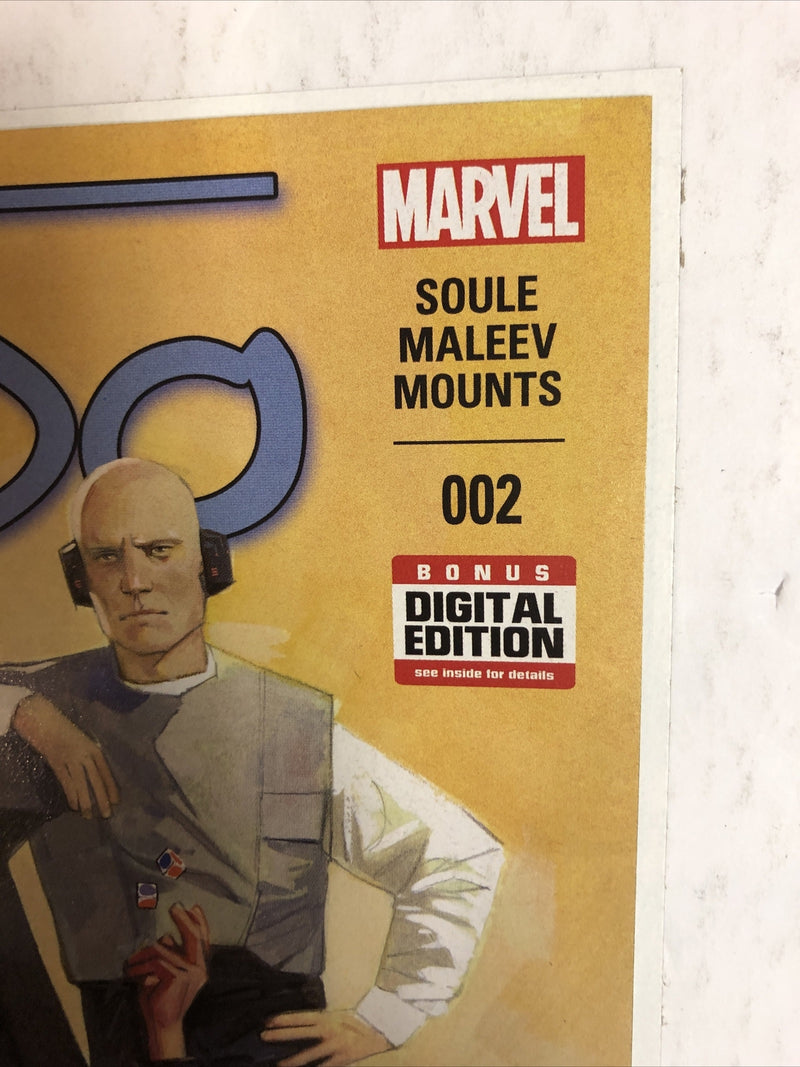 MARVEL
SOULE
MALEEV
MOUNTS
002
BONUS
DIGITAL
EDITION
see inside for details